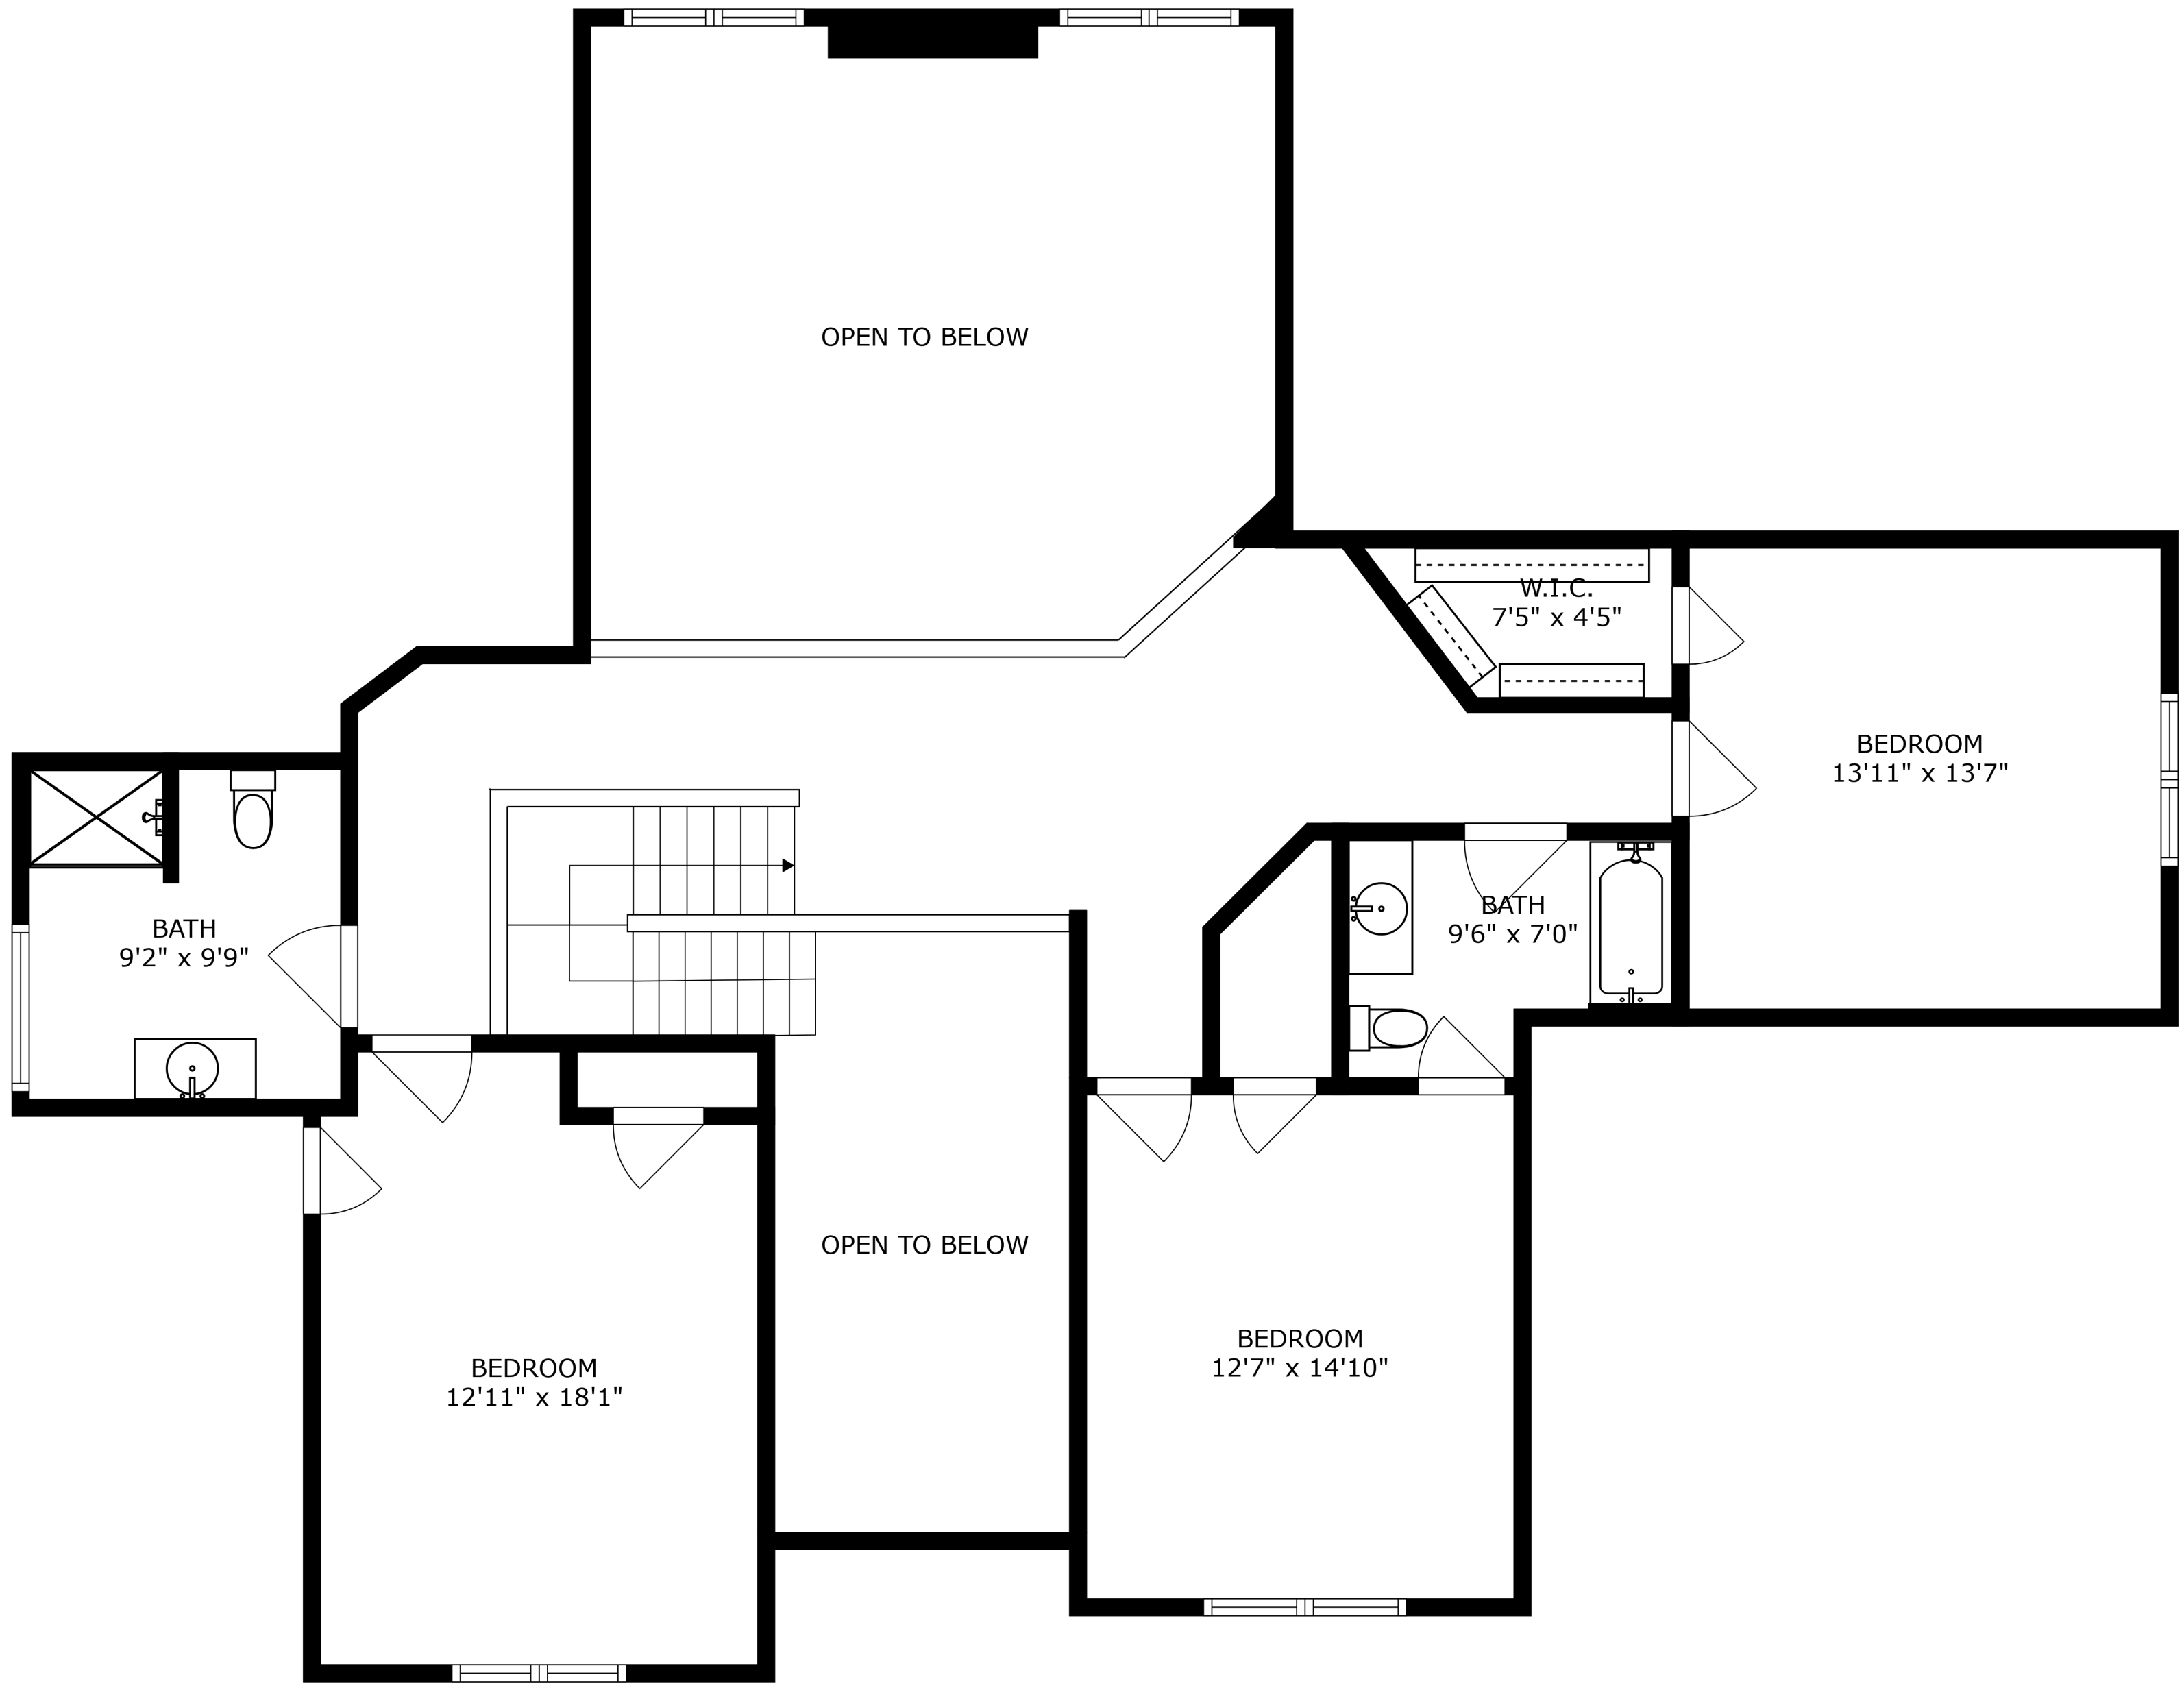 OPEN TO BELOW
W.I.C.
7'5" x 4'5"
BEDROOM
13'11" x 13'7"
BATH
9'2" x 9'9"
BATH
9'6" x 7'0"
OPEN TO BELOW
BEDROOM
12'7" x 14'10"
BEDROOM
12'11" x 18'1"